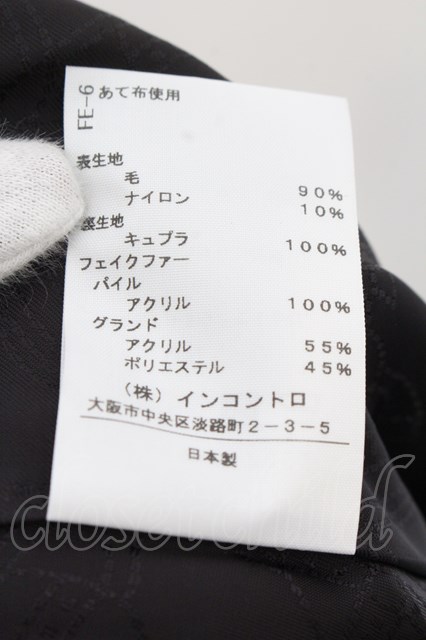 FE-6
あて布使用
表生地
毛 90%
ナイロン 10%
裏生地
キュプラ 100%
フェイクファー
パイル
アクリル 100%
グランド
アクリル 55%
ポリエステル 45%
（株）インコントロ
大阪市中央区淡路町2-3-5
日本製
closetchild